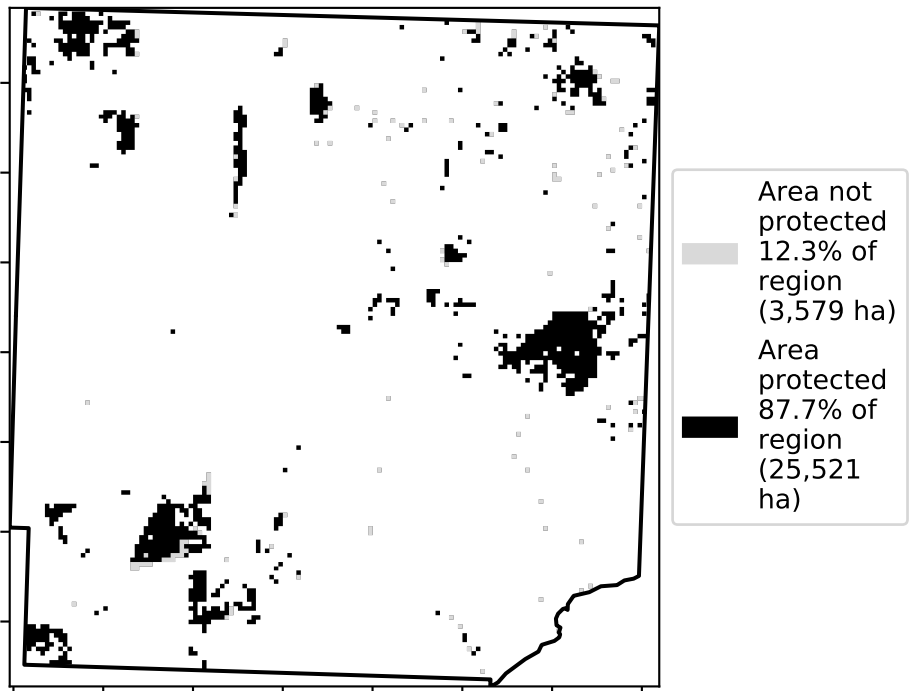 Area not
protected
12.3% of
region
(3,579 ha)
Area
protected
87.7% of
region
(25,521
ha)